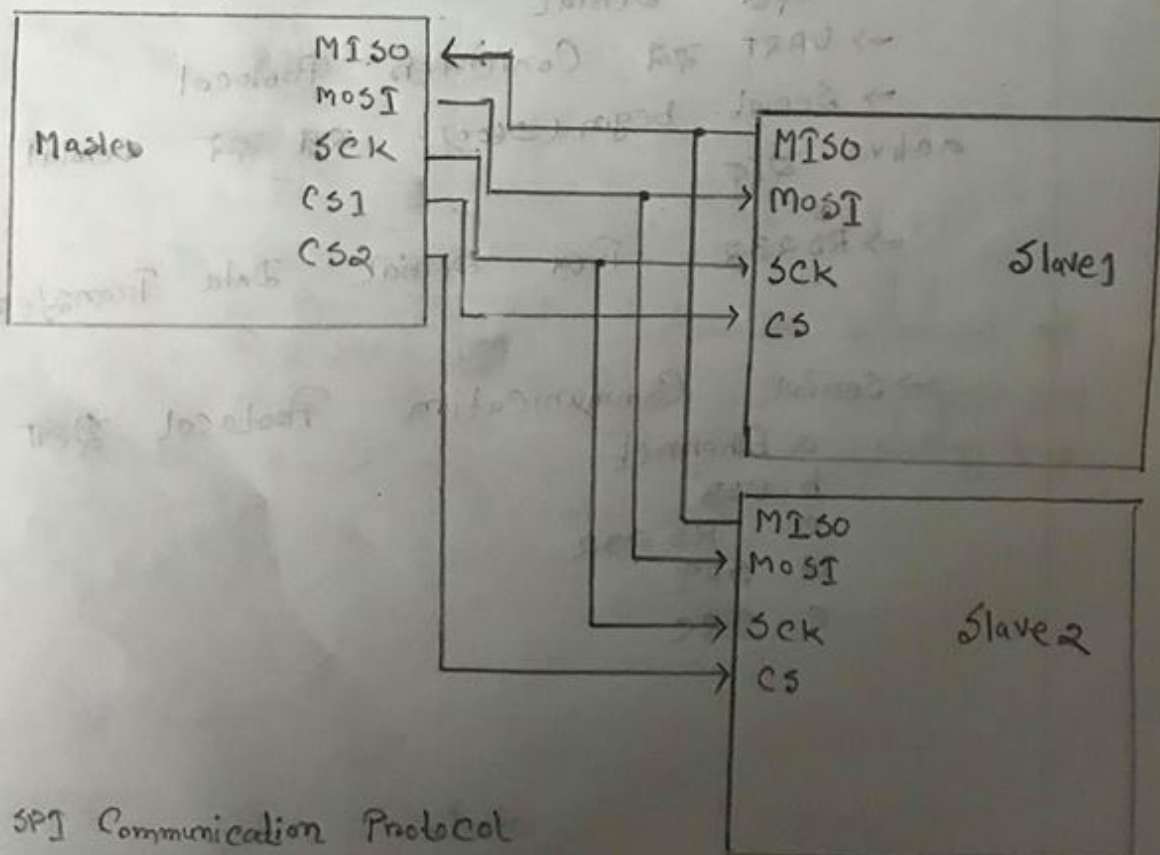 Master
MISO
MOSI
SCK
CS1
CS2
MISO
MOSI
SCK
CS
Slave1
MISO
MOSI
SCK
CS
Slave2
SPI Communication Protocol